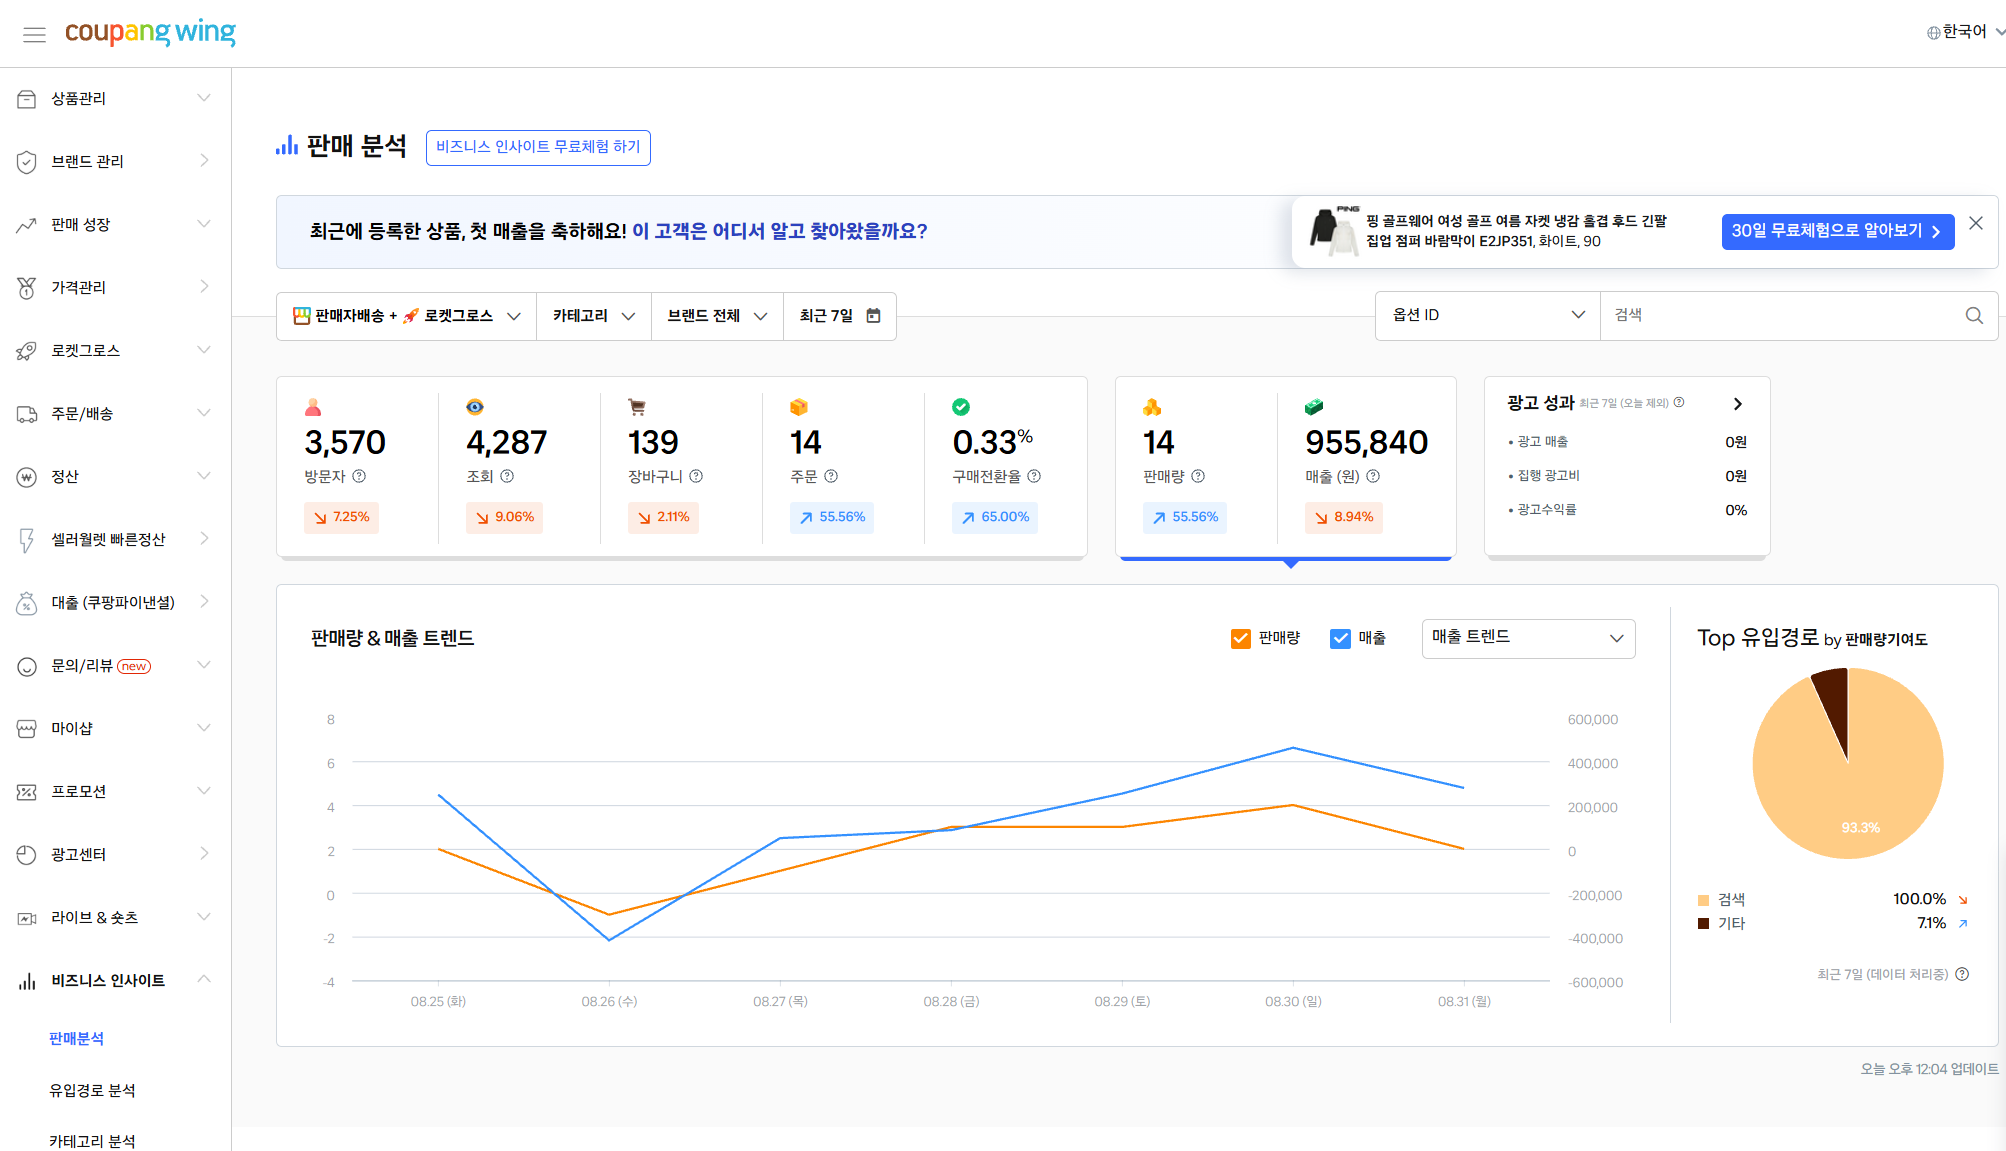 coupang wing
한국어
상품관리
브랜드 관리
판매 성장
가격관리
로켓그로스
주문/배송
정산
셀러월렛 빠른정산
대출 (쿠팡파이낸셜)
문의/리뷰 new
마이샵
프로모션
광고센터
라이브 & 숏츠
비즈니스 인사이트
판매분석
유입경로 분석
카테고리 분석
판매 분석
비즈니스 인사이트 무료체험 하기
최근에 등록한 상품, 첫 매출을 축하해요! 이 고객은 어디서 알고 찾아왔을까요?
PING
핑 골프웨어 여성 골프 여름 자켓 냉감 홀겹 후드 긴팔
집업 점퍼 바람막이 E2JP351, 화이트, 90
30일 무료체험으로 알아보기
판매자배송 + 로켓그로스
카테고리
브랜드 전체
최근 7일
옵션 ID
검색
3,570
방문자
7.25%
4,287
조회
9.06%
139
장바구니
2.11%
14
주문
55.56%
0.33%
구매전환율
65.00%
14
판매량
55.56%
955,840
매출 (원)
8.94%
광고 성과 최근 7일 (오늘 제외)
• 광고 매출 0원
• 집행 광고비 0원
• 광고수익률 0%
판매량 & 매출 트렌드
판매량
매출
매출 트렌드
8
6
4
2
0
-2
-4
600,000
400,000
200,000
0
-200,000
-400,000
-600,000
08.25 (화)
08.26 (수)
08.27 (목)
08.28 (금)
08.29 (토)
08.30 (일)
08.31 (월)
Top 유입경로 by 판매량기여도
93.3%
검색 100.0%
기타 7.1%
최근 7일 (데이터 처리중)
오늘 오후 12:04 업데이트